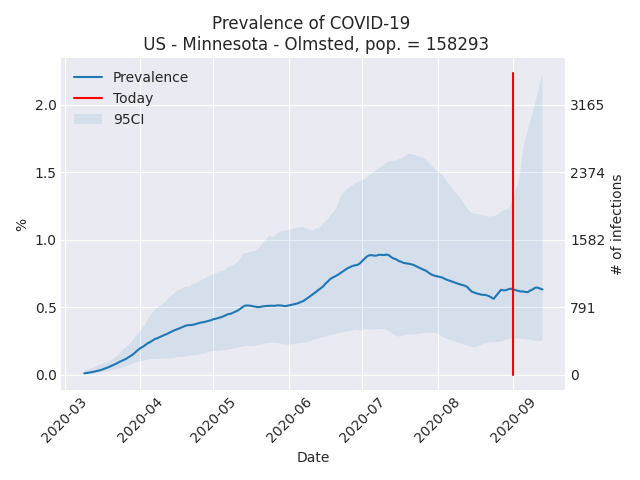 Prevalence of COVID-19
US - Minnesota - Olmsted, pop. = 158293
Prevalence
Today
95CI
2.0
1.5
1.0
0.5
0.0
%
3165
2374
1582
791
0
# of infections
2020-03
2020-04
2020-05
2020-06
2020-07
2020-08
2020-09
Date